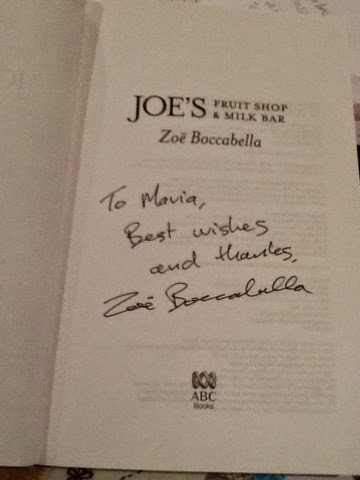 JOE'S FRUIT SHOP
& MILK BAR
Zoë Boccabella
To Maria,
Best wishes
and thanks,
Zoë Boccabella
ABC
Books